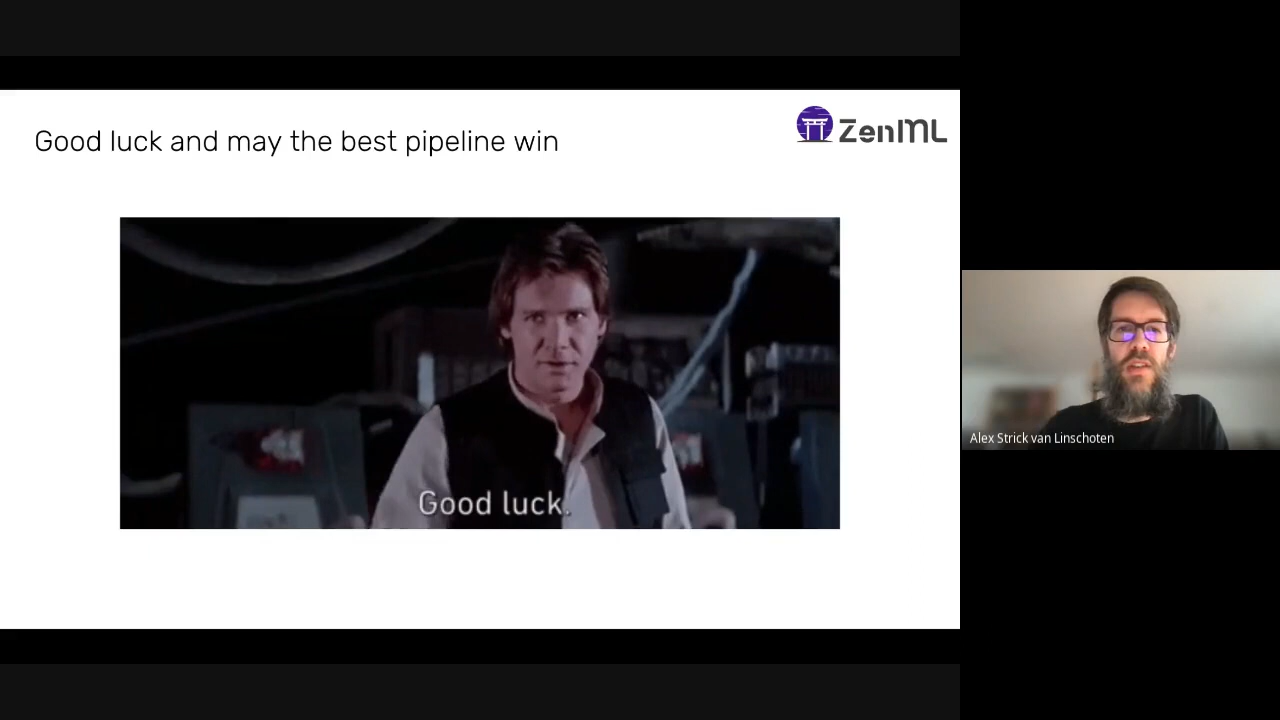 Good luck and may the best pipeline win
ZenML
Good luck.
Alex Strick van Linschoten